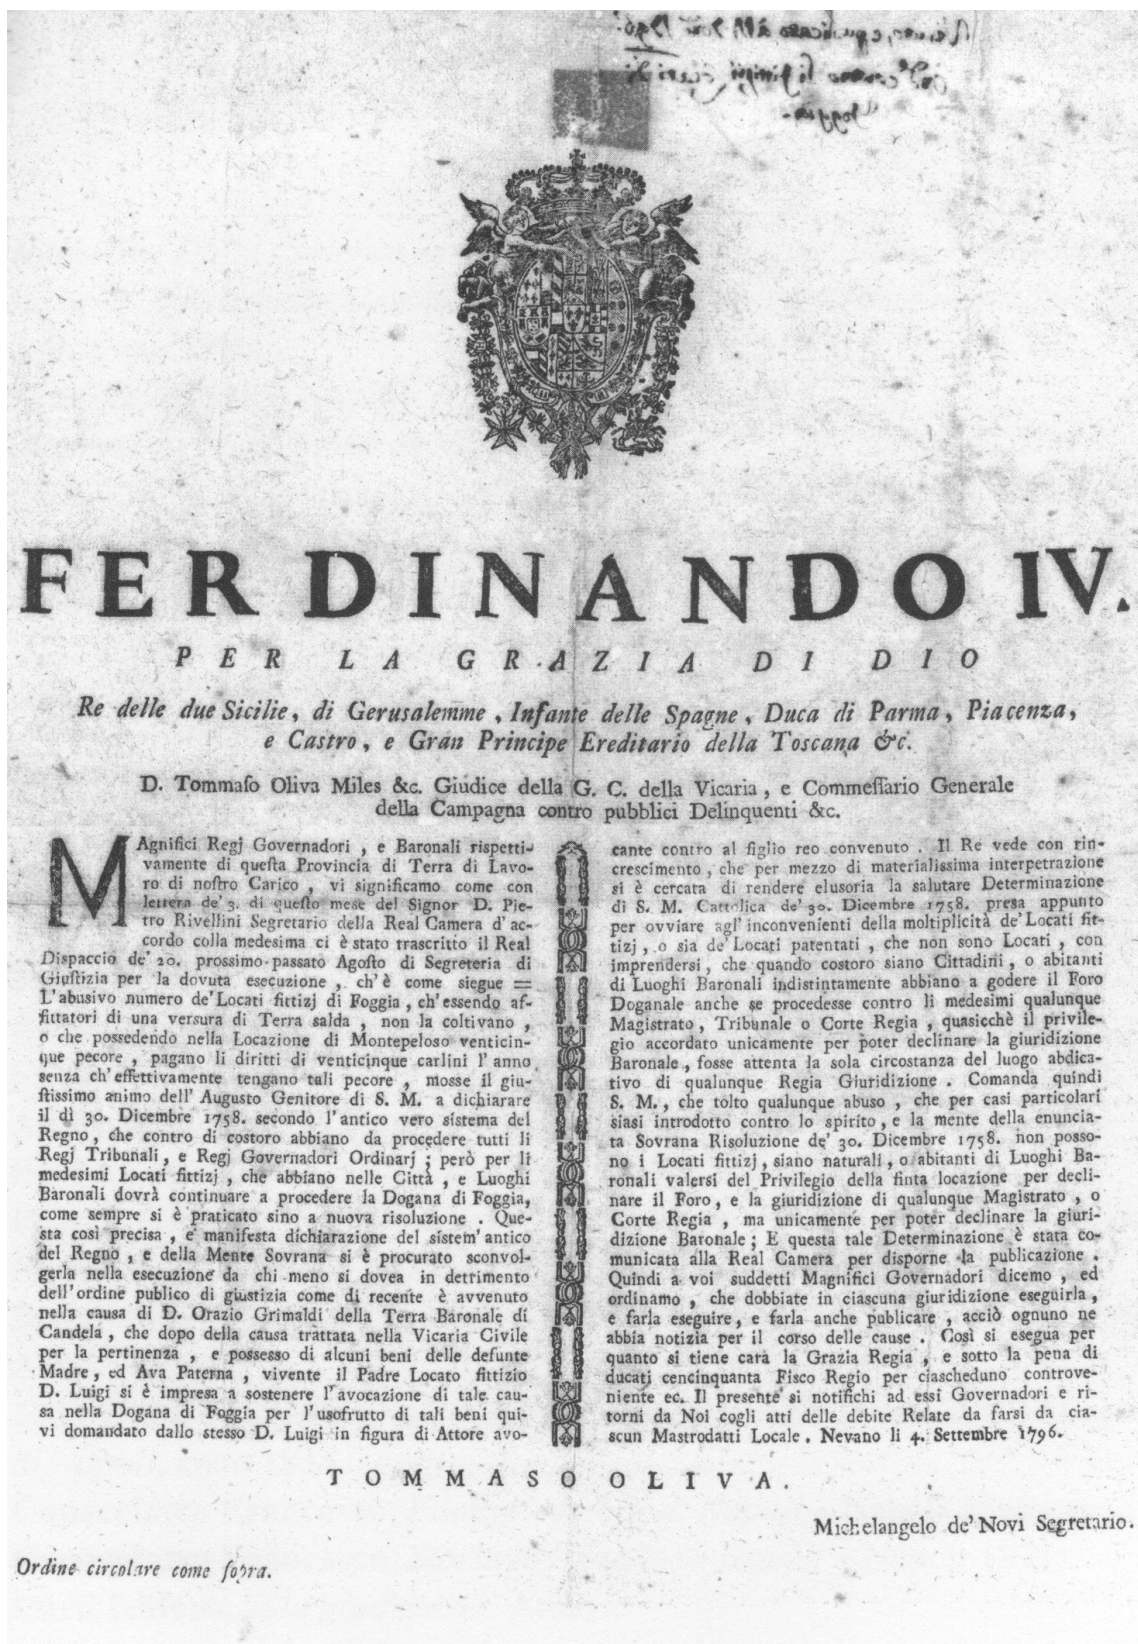 FERDINANDO IV.
PER LA GRAZIA DI DIO
Re delle due Sicilie, di Gerusalemme, Infante delle Spagne, Duca di Parma, Piacenza,
e Castro, e Gran Principe Ereditario della Toscana &c.
D. Tommaſo Oliva Miles &c. Giudice della G. C. della Vicaria, e Commeſſario Generale
della Campagna contro pubblici Delinquenti &c.
MAgnifici Regj Governadori, e Baronali riſpetti-
vamente di queſta Provincia di Terra di Lavo-
ro di noſtro Carico, vi ſignificamo come con
lettera de' 3. di queſto mese del Signor D. Pie-
tro Rivellini Segretario della Real Camera d'ac-
cordo colla medesima ci è stato trascritto il Real
Dispaccio de' 20. prossimo passato Agosto di Segreteria di
Giuſtizia per la dovuta esecuzione, ch'è come siegue =
L'abusivo numero de' Locati fittizj di Foggia, ch'essendo af-
fittatori di una versura di Terra salda, non la coltivano,
o che possedendo nella Locazione di Montepeloso venticin-
que pecore, pagano li diritti di venticinque carlini l'anno
senza ch'effettivamente tengano tali pecore, mosse il giu-
ſtissimo animo dell' Augusto Genitore di S. M. a dichiarare
il dì 30. Dicembre 1758. secondo l'antico vero sistema del
Regno, che contro di costoro abbiano da procedere tutti li
Regj Tribunali, e Regj Governadori Ordinarj; però per li
medesimi Locati fittizj, che abbiano nelle Città, e Luoghi
Baronali dovrà continuare a procedere la Dogana di Foggia,
come sempre si è praticato sino a nuova risoluzione. Que-
sta così precisa, e manifesta dichiarazione del sistem' antico
del Regno, e della Mente Sovrana si è procurato sconvol-
gerla nella esecuzione da chi meno si dovea in detrimento
dell'ordine publico di giustizia come di recente è avvenuto
nella causa di D. Orazio Grimaldi della Terra Baronale di
Candela, che dopo della causa trattata nella Vicaria Civile
per la pertinenza, e possesso di alcuni beni delle defunte
Madre, ed Ava Paterna, vivente il Padre Locato fittizio
D. Luigi si è impresa a sostenere l'avocazione di tale cau-
sa nella Dogana di Foggia per l'usofrutto di tali beni qui-
vi domandato dallo stesso D. Luigi in figura di Attore avo-
cante contro al figlio reo convenuto. Il Re vede con rin-
crescimento, che per mezzo di materialissima interpetrazione
si è cercata di rendere elusoria la salutare Determinazione
di S. M. Cattolica de' 30. Dicembre 1758. presa appunto
per ovviare agl' inconvenienti della moltiplicità de' Locati fit-
tizj, o sia de' Locati patentati, che non sono Locati, con
imprendersi, che quando costoro siano Cittadini, o abitanti
di Luoghi Baronali indistintamente abbiano a godere il Foro
Doganale anche se procedesse contro li medesimi qualunque
Magistrato, Tribunale o Corte Regia, quasicchè il privile-
gio accordato unicamente per poter declinare la giuridizione
Baronale, fosse attenta la sola circostanza del luogo abdica-
tivo di qualunque Regia Giuridizione. Comanda quindi
S. M., che tolto qualunque abuso, che per casi particolari
siasi introdotto contro lo spirito, e la mente della enuncia-
ta Sovrana Risoluzione de' 30. Dicembre 1758. non posso-
no i Locati fittizj, siano naturali, o abitanti di Luoghi Ba-
ronali valersi del Privilegio della finta locazione per decli-
nare il Foro, e la giuridizione di qualunque Magistrato, o
Corte Regia, ma unicamente per poter declinare la giuri-
dizione Baronale; E questa tale Determinazione è stata co-
municata alla Real Camera per disporne la publicazione.
Quindi a voi suddetti Magnifici Governadori dicemo, ed
ordinamo, che dobbiate in ciascuna giuridizione eseguirla,
e farla eseguire, e farla anche publicare, acciò ognuno ne
abbia notizia per il corso delle cause. Così si esegua per
quanto si tiene cara la Grazia Regia, e sotto la pena di
ducati cencinquanta Fisco Regio per ciascheduno controve-
niente ec. Il presente si notifichi ad essi Governadori e ri-
torni da Noi cogli atti delle debite Relate da farsi da cia-
scun Mastrodatti Locale. Nevano li 4. Settembre 1796.
TOMMASO OLIVA.
Michelangelo de' Novi Segretario.
Ordine circolare come ſopra.